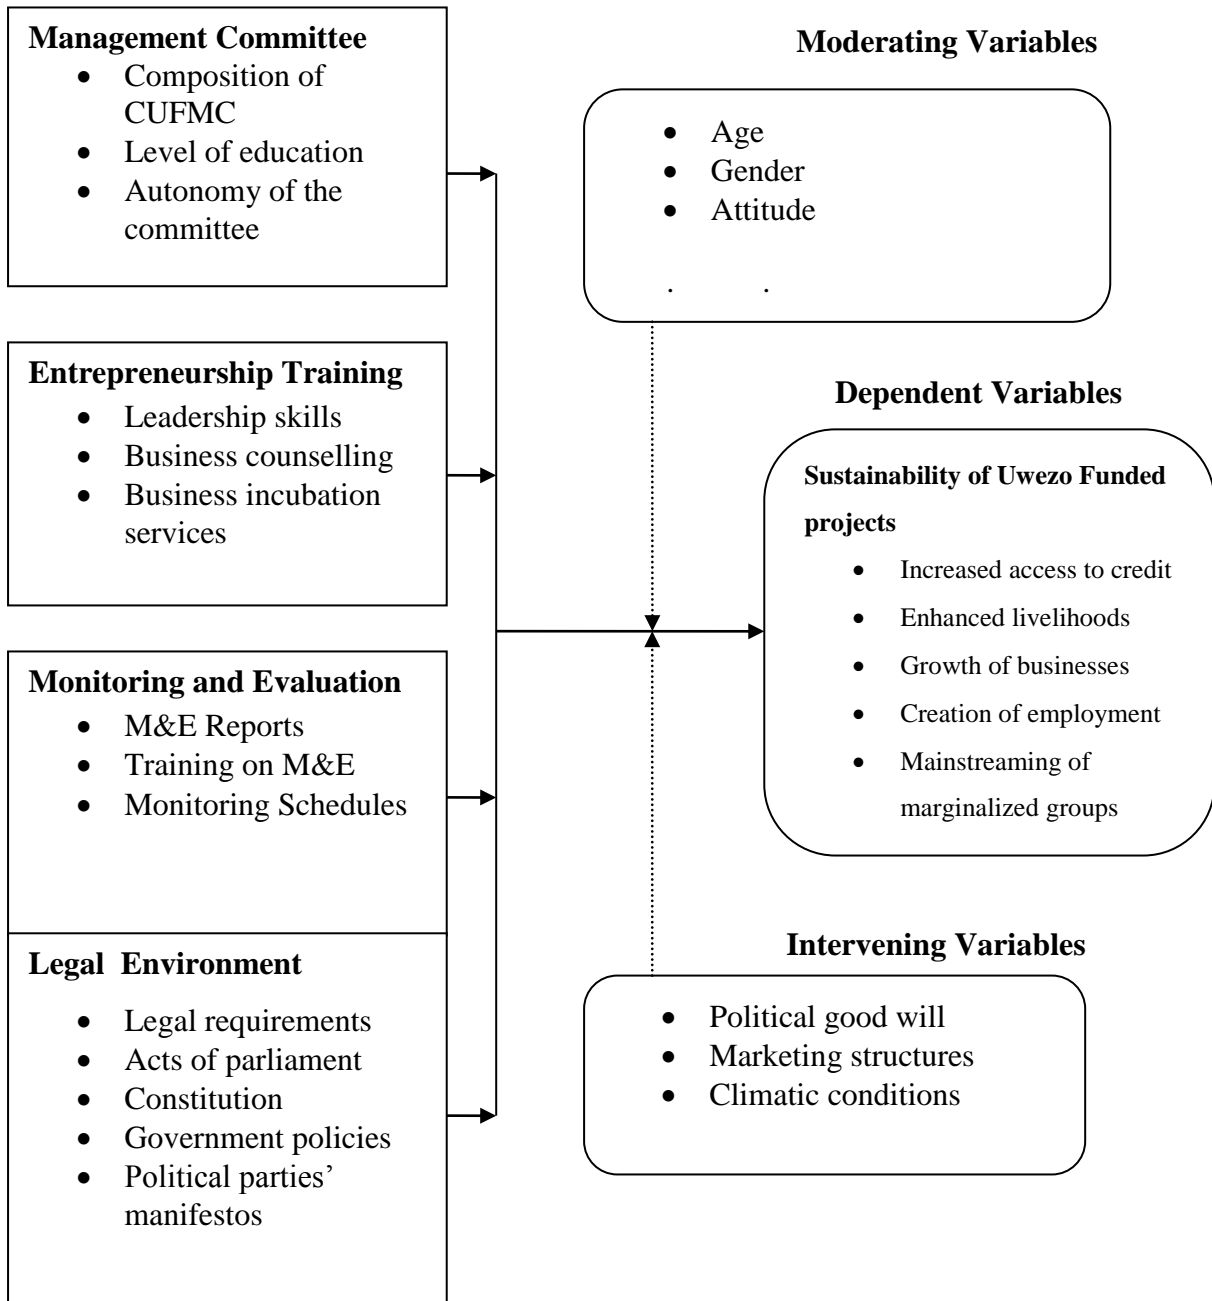 Management Committee
• Composition of
CUFMC
• Level of education
• Autonomy of the
committee
Entrepreneurship Training
• Leadership skills
• Business counselling
• Business incubation
services
Monitoring and Evaluation
• M&E Reports
• Training on M&E
• Monitoring Schedules
Legal Environment
• Legal requirements
• Acts of parliament
• Constitution
• Government policies
• Political parties’
manifestos
Moderating Variables
• Age
• Gender
• Attitude
. .
Dependent Variables
Sustainability of Uwezo Funded
projects
• Increased access to credit
• Enhanced livelihoods
• Growth of businesses
• Creation of employment
• Mainstreaming of
marginalized groups
Intervening Variables
• Political good will
• Marketing structures
• Climatic conditions